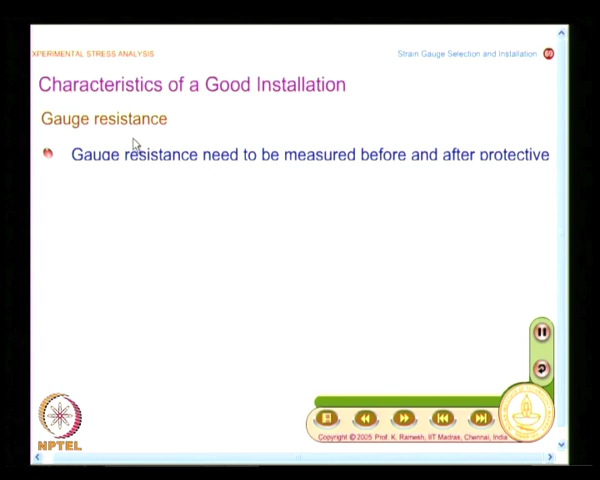 XPERIMENTAL STRESS ANALYSIS
Strain Gauge Selection and Installation 69
Characteristics of a Good Installation
Gauge resistance
Gauge resistance need to be measured before and after protective
Copyright © 2005 Prof. K. Ramesh, IIT Madras, Chennai, India
NPTEL